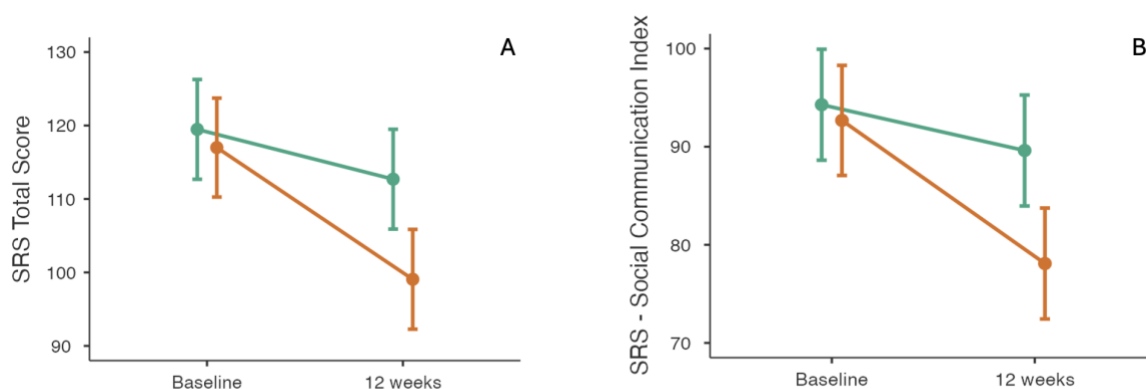 A
SRS Total Score
130
120
110
100
90
Baseline
12 weeks
B
SRS - Social Communication Index
100
90
80
70
Baseline
12 weeks